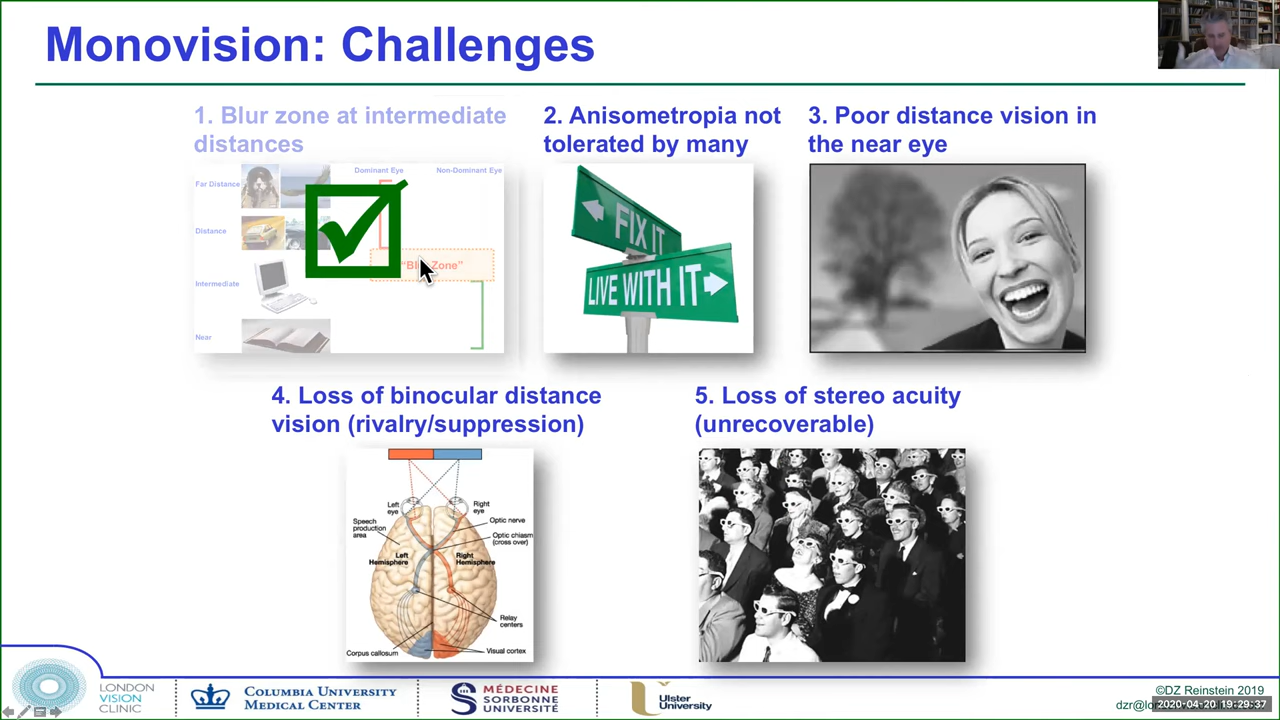 Monovision: Challenges
1. Blur zone at intermediate
distances
2. Anisometropia not
tolerated by many
3. Poor distance vision in
the near eye
Dominant Eye
Non-Dominant Eye
Far Distance
Distance
Zone"
Intermediate
Near
FIX IT
LIVE WITH IT
4. Loss of binocular distance
vision (rivalry/suppression)
5. Loss of stereo acuity
(unrecoverable)
Left
eye
Right
eye
Speech
production
area
Optic nerve
Optic chiasm
(cross over)
Left
Hemisphere
Right
Hemisphere
Relay
centers
Corpus callosum
Visual cortex
LONDON
VISION
CLINIC
COLUMBIA UNIVERSITY
MEDICAL CENTER
MÉDECINE
SORBONNE
UNIVERSITÉ
Ulster
University
©DZ Reinstein 2019
2020-04-20 19:29:37